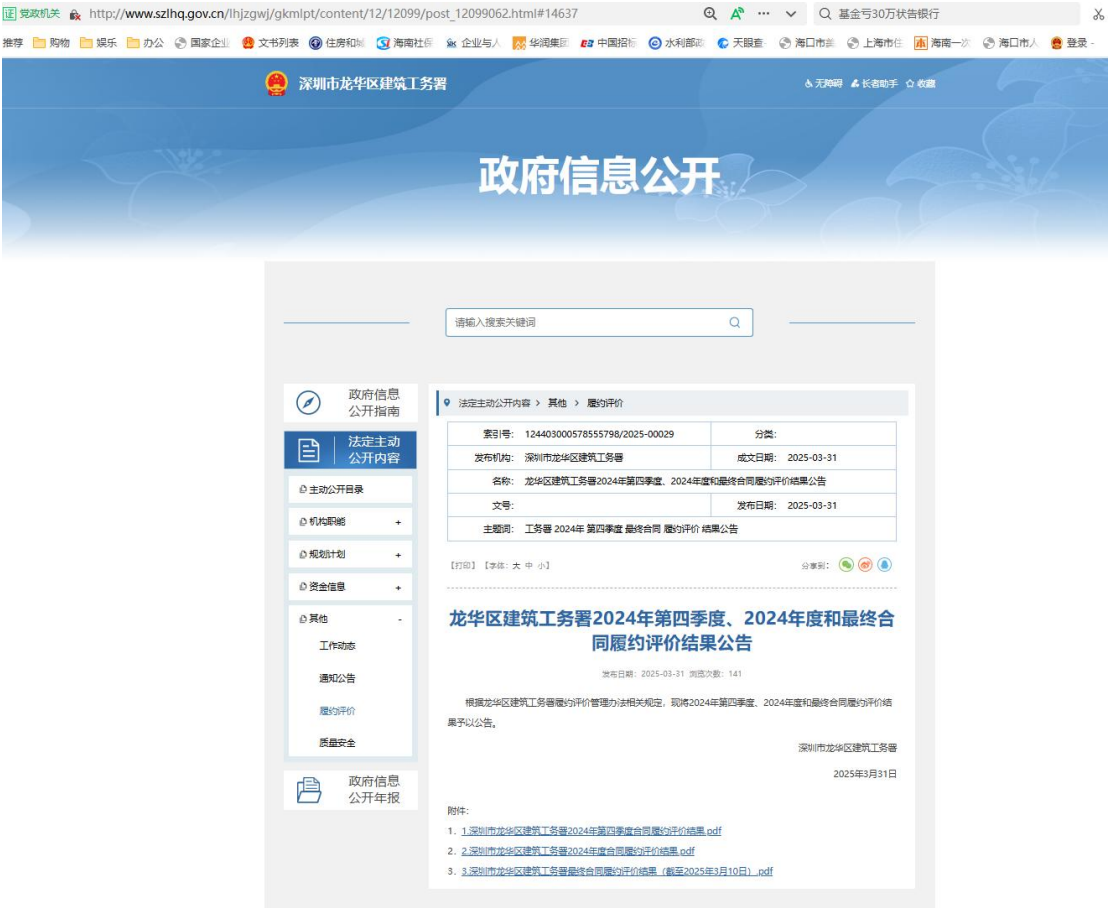 证 党政机关 http://www.szlhq.gov.cn/lhjzgwj/gkmlpt/content/12/12099/post_12099062.html#14637 基金亏30万状告银行
推荐 购物 娱乐 办公 国家企业 文书列表 住房和城 海南社保 企业与人 华润集团 中国招标 水利部政 天眼查 海口市美 上海市住 海南一次 海口市人 登录 -
深圳市龙华区建筑工务署 无障碍 长者助手 收藏
政府信息公开
请输入搜索关键词
政府信息
公开指南
法定主动
公开内容
主动公开目录
机构职能 +
规划计划 +
资金信息 +
其他 -
工作动态
通知公告
履约评价
质量安全
政府信息
公开年报
法定主动公开内容 > 其他 > 履约评价
索引号: 124403000578555798/2025-00029 分类:
发布机构: 深圳市龙华区建筑工务署 成文日期: 2025-03-31
名称: 龙华区建筑工务署2024年第四季度、2024年度和最终合同履约评价结果公告
文号: 发布日期: 2025-03-31
主题词: 工务署 2024年 第四季度 最终合同 履约评价 结果公告
【打印】【字体: 大 中 小】 分享到:
龙华区建筑工务署2024年第四季度、2024年度和最终合
同履约评价结果公告
发布日期: 2025-03-31 浏览次数: 141
根据龙华区建筑工务署履约评价管理办法相关规定，现将2024年第四季度、2024年度和最终合同履约评价结
果予以公告。
深圳市龙华区建筑工务署
2025年3月31日
附件:
1. 1.深圳市龙华区建筑工务署2024年第四季度合同履约评价结果.pdf
2. 2.深圳市龙华区建筑工务署2024年度合同履约评价结果.pdf
3. 3.深圳市龙华区建筑工务署最终合同履约评价结果（截至2025年3月10日）.pdf